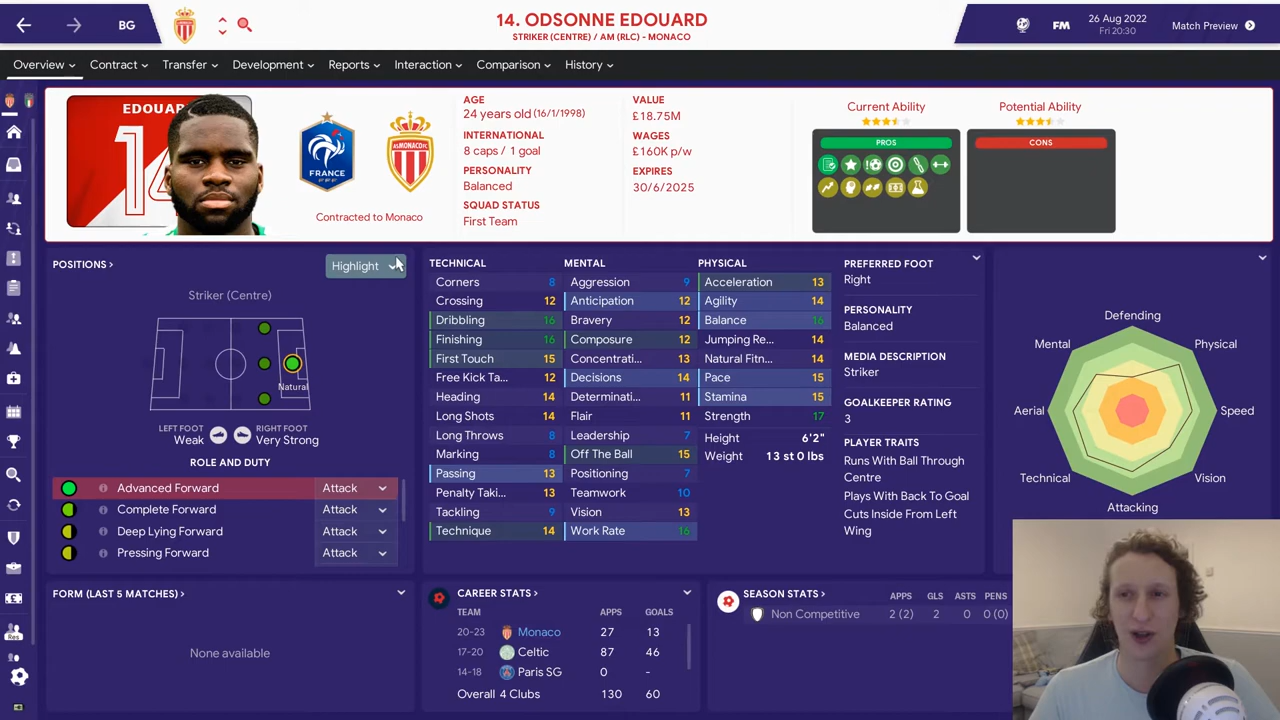 BG
14. ODSONNE EDOUARD
STRIKER (CENTRE) / AM (RLC) - MONACO
FM
26 Aug 2022
Fri 20:30
Match Preview
Overview
Contract
Transfer
Development
Reports
Interaction
Comparison
History
EDOUAR
14
Contracted to Monaco
AGE
24 years old (16/1/1998)
INTERNATIONAL
8 caps / 1 goal
PERSONALITY
Balanced
SQUAD STATUS
First Team
VALUE
£18.75M
WAGES
£160K p/w
EXPIRES
30/6/2025
Current Ability
PROS
Potential Ability
CONS
FRANCE
AS MONACO FC
POSITIONS >
Highlight
Striker (Centre)
Natural
LEFT FOOT
Weak
RIGHT FOOT
Very Strong
ROLE AND DUTY
Advanced Forward Attack
Complete Forward Attack
Deep Lying Forward Attack
Pressing Forward Attack
TECHNICAL
Corners 8
Crossing 12
Dribbling 16
Finishing 16
First Touch 15
Free Kick Ta... 12
Heading 14
Long Shots 14
Long Throws 8
Marking 8
Passing 13
Penalty Taki... 13
Tackling 9
Technique 14
MENTAL
Aggression 9
Anticipation 12
Bravery 12
Composure 12
Concentrati... 13
Decisions 14
Determinati... 11
Flair 11
Leadership 7
Off The Ball 15
Positioning 7
Teamwork 10
Vision 13
Work Rate 16
PHYSICAL
Acceleration 13
Agility 14
Balance 16
Jumping Re... 14
Natural Fitn... 14
Pace 15
Stamina 15
Strength 17
Height 6'2"
Weight 13 st 0 lbs
PREFERRED FOOT
Right
PERSONALITY
Balanced
MEDIA DESCRIPTION
Striker
GOALKEEPER RATING
3
PLAYER TRAITS
Runs With Ball Through
Centre
Plays With Back To Goal
Cuts Inside From Left
Wing
Defending
Physical
Speed
Vision
Attacking
Technical
Aerial
Mental
FORM (LAST 5 MATCHES) >
None available
CAREER STATS >
TEAM APPS GOALS
20-23 Monaco 27 13
17-20 Celtic 87 46
14-18 Paris SG 0 -
Overall 4 Clubs 130 60
SEASON STATS > APPS GLS ASTS PENS
Non Competitive 2 (2) 2 0 0 (0)
Res